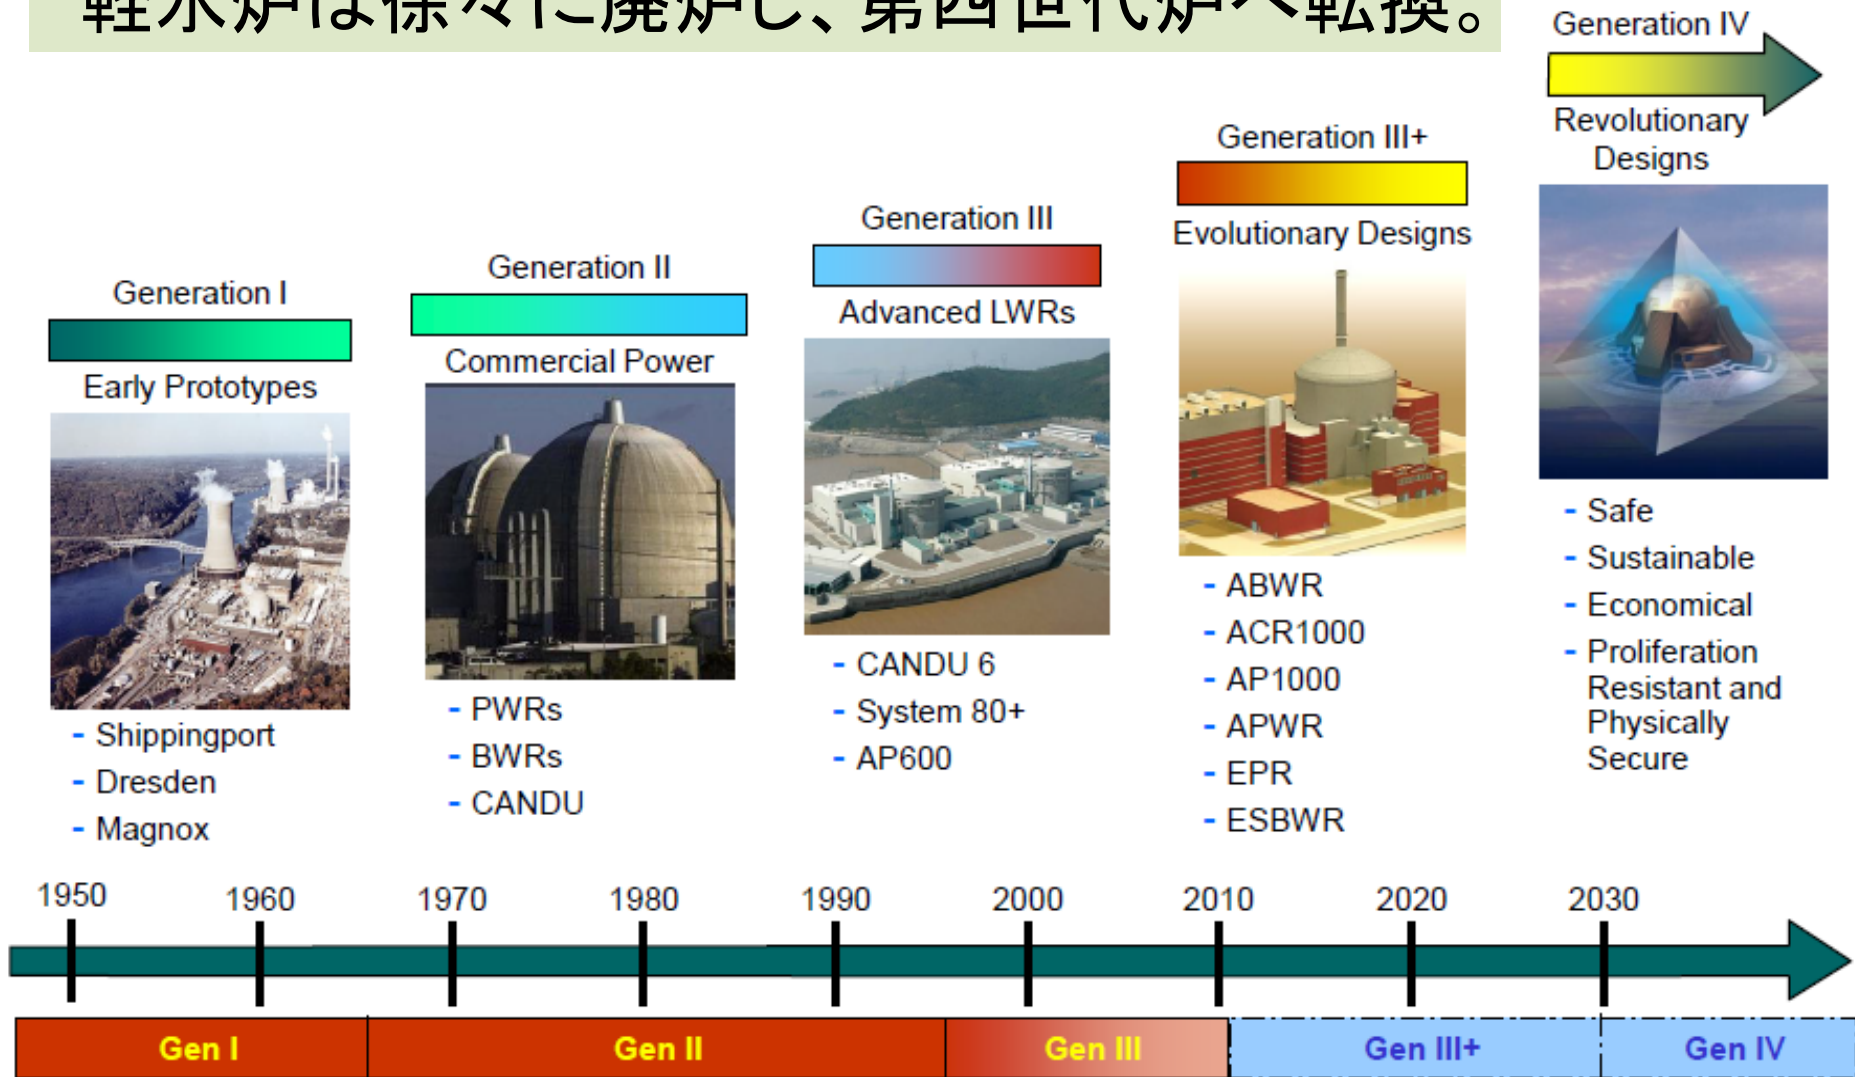 軽水炉は徐々に廃炉し、第四世代炉へ転換。
Generation I
Early Prototypes
- Shippingport
- Dresden
- Magnox
Generation II
Commercial Power
- PWRs
- BWRs
- CANDU
Generation III
Advanced LWRs
- CANDU 6
- System 80+
- AP600
Generation III+
Evolutionary Designs
- ABWR
- ACR1000
- AP1000
- APWR
- EPR
- ESBWR
Generation IV
Revolutionary
Designs
- Safe
- Sustainable
- Economical
- Proliferation
Resistant and
Physically
Secure
1950 1960 1970 1980 1990 2000 2010 2020 2030
Gen I Gen II Gen III Gen III+ Gen IV